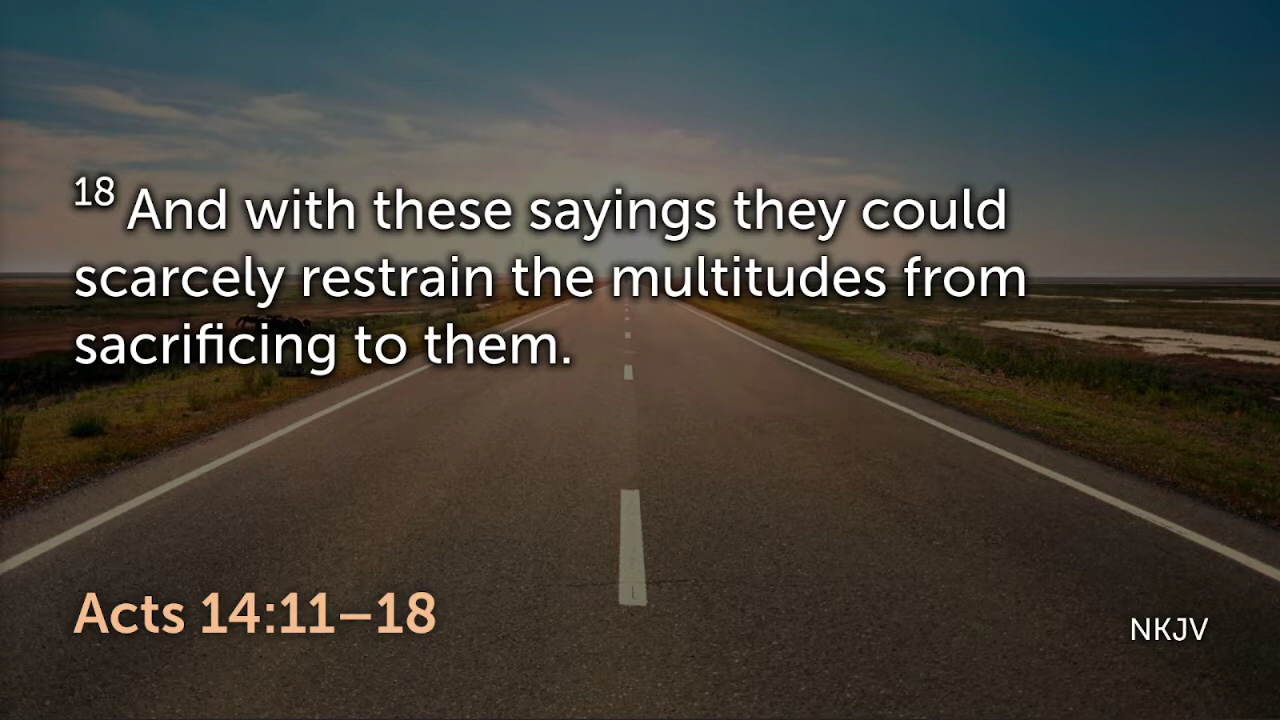 18 And with these sayings they could
scarcely restrain the multitudes from
sacrificing to them.
Acts 14:11–18
NKJV